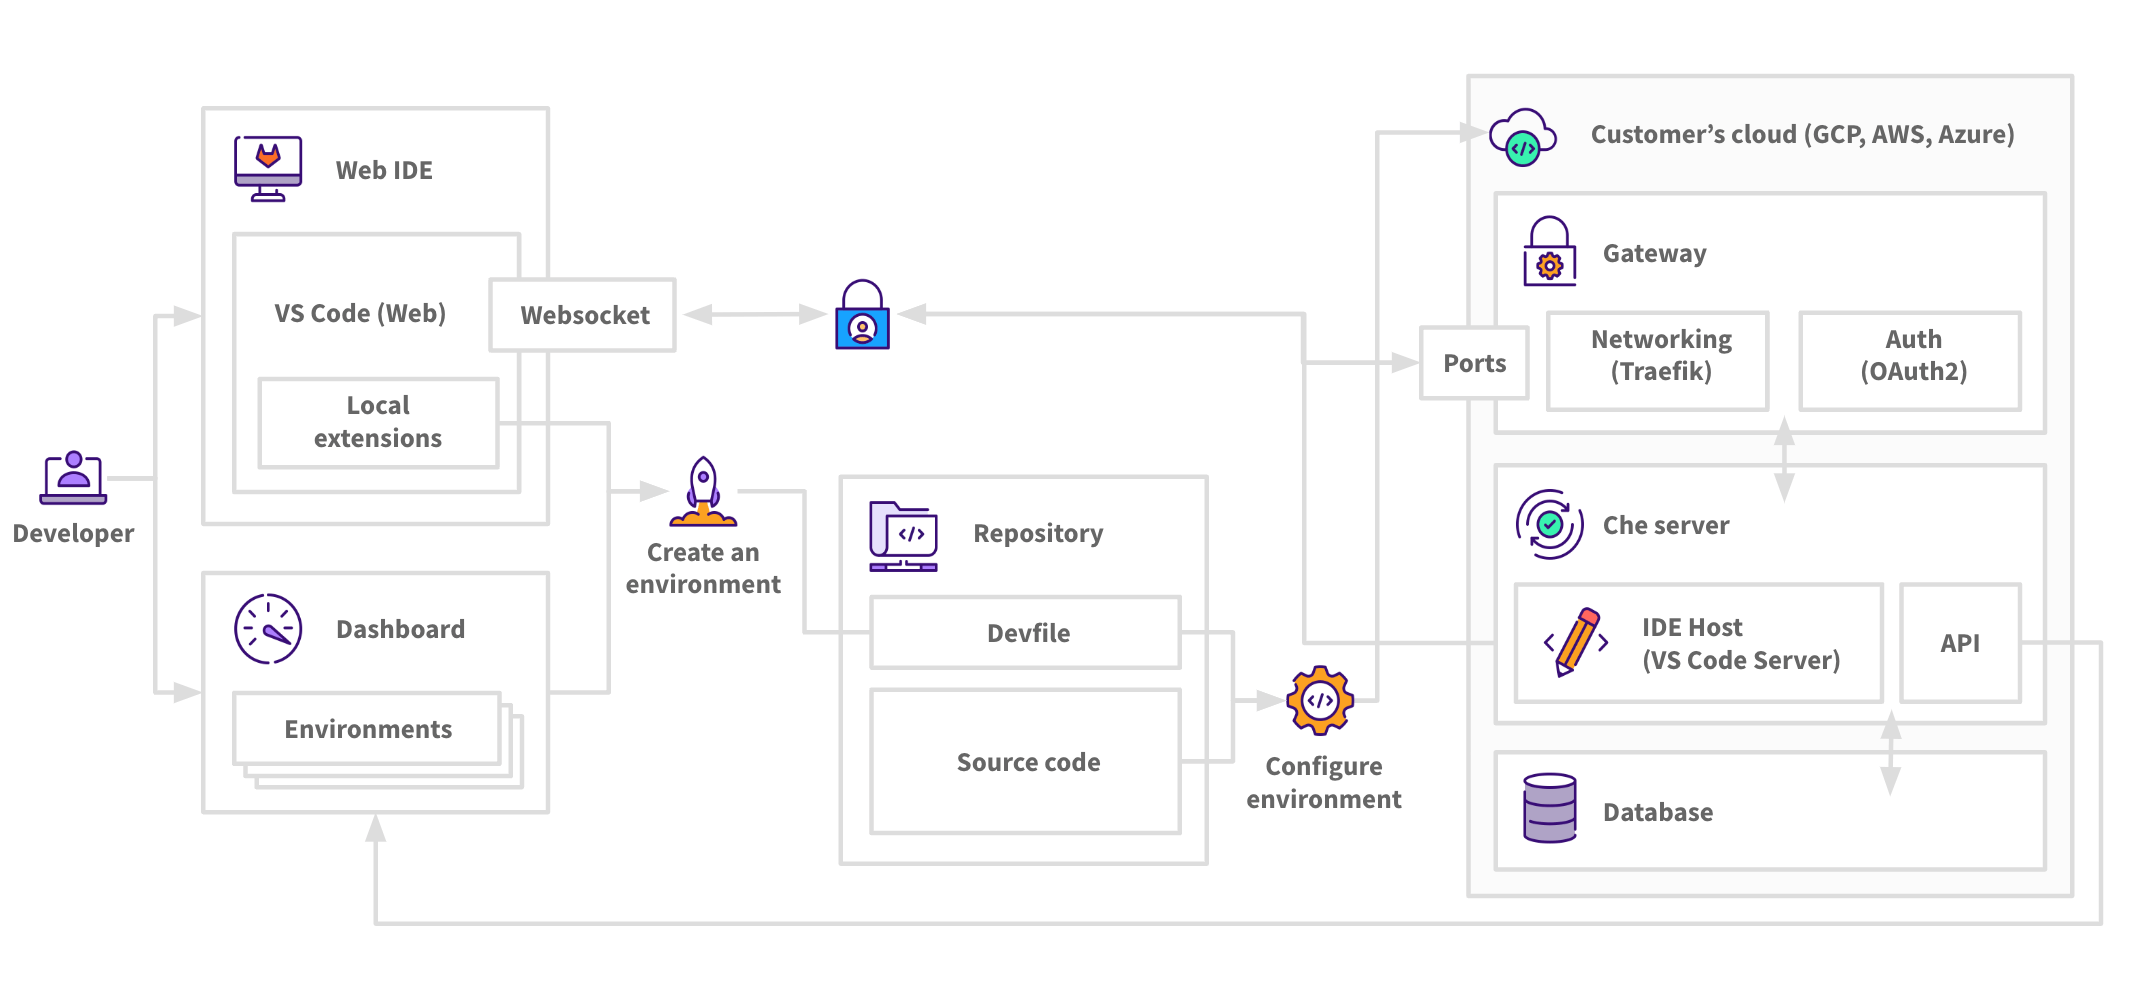 Web IDE
VS Code (Web)
Websocket
Local
extensions
Developer
Dashboard
Environments
Create an
environment
Repository
Devfile
Source code
Configure
environment
Customer’s cloud (GCP, AWS, Azure)
Gateway
Ports
Networking
(Traefik)
Auth
(OAuth2)
Che server
IDE Host
(VS Code Server)
API
Database